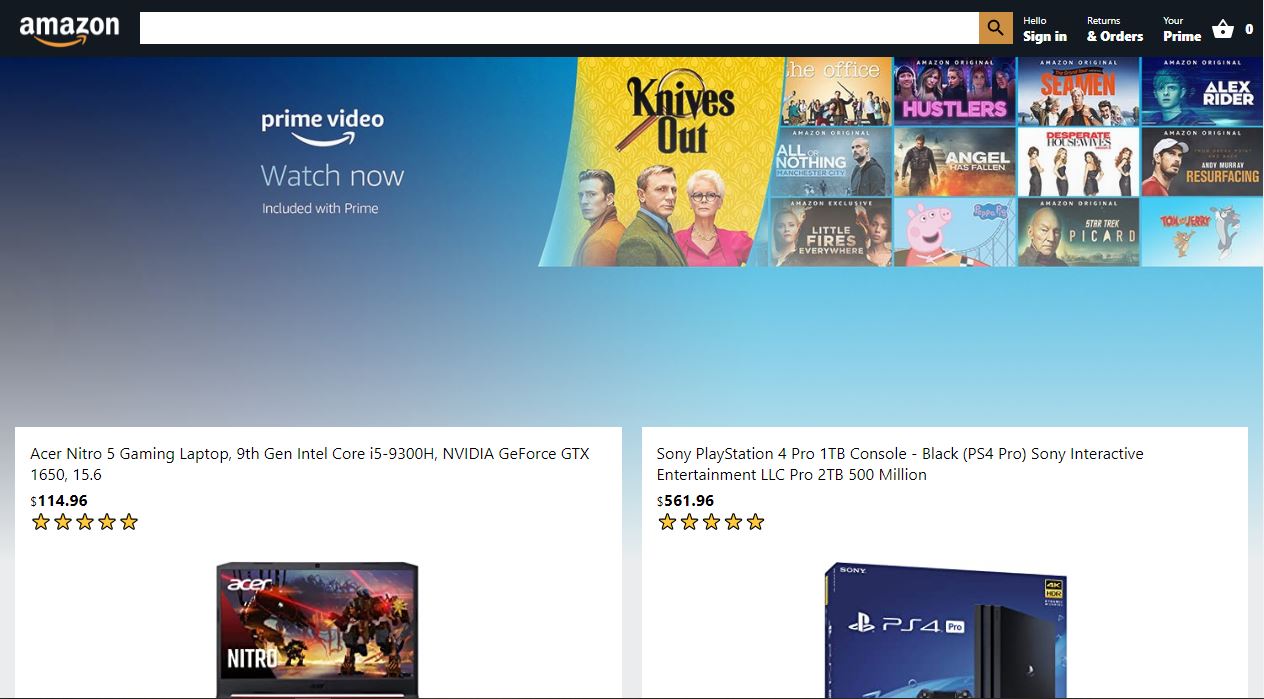 amazon
Hello
Sign in
Returns
& Orders
Your
Prime
0
prime video
Watch now
Included with Prime
Knives
Out
the office
AMAZON ORIGINAL
HUSTLERS
AMAZON ORIGINAL
The Grand Tour
SEAMEN
AMAZON ORIGINAL
ALEX
RIDER
AMAZON ORIGINAL
ALL OR
NOTHING
MANCHESTER CITY
ANGEL
HAS FALLEN
DESPERATE
HOUSEWIVES
AMAZON ORIGINAL
ANDY MURRAY
RESURFACING
AMAZON EXCLUSIVE
LITTLE
FIRES
EVERYWHERE
Peppa Pig
AMAZON ORIGINAL
STAR TREK
PICARD
TOM and JERRY
Acer Nitro 5 Gaming Laptop, 9th Gen Intel Core i5-9300H, NVIDIA GeForce GTX
1650, 15.6
$114.96
acer
NITRO
Sony PlayStation 4 Pro 1TB Console - Black (PS4 Pro) Sony Interactive
Entertainment LLC Pro 2TB 500 Million
$561.96
SONY
4K
HDR
PS4 Pro